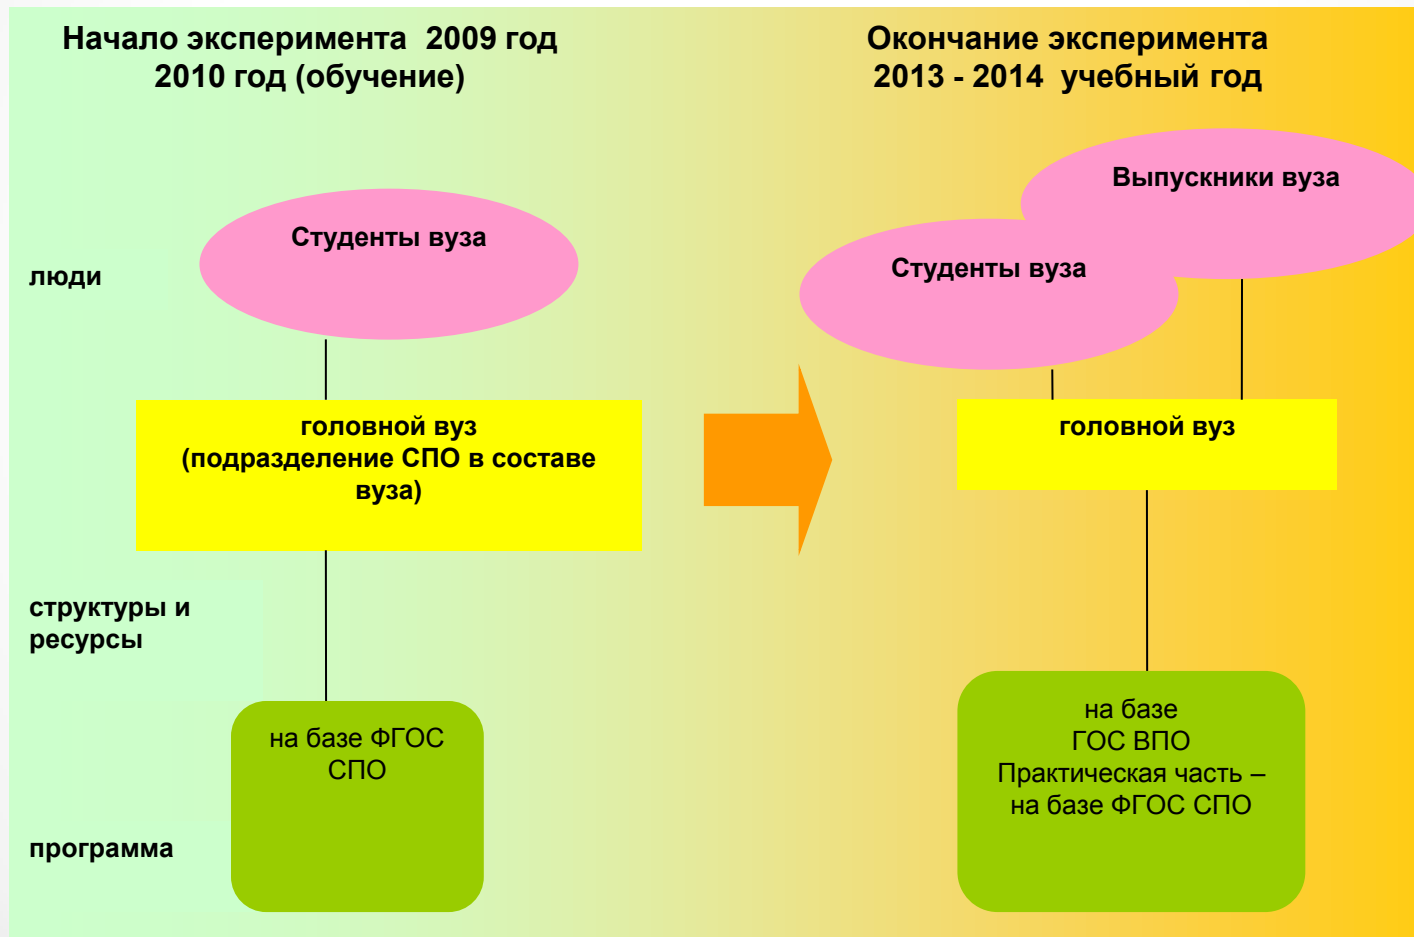 Начало эксперимента 2009 год
2010 год (обучение)
Окончание эксперимента
2013 - 2014 учебный год
люди
Студенты вуза
Студенты вуза
Выпускники вуза
головной вуз
(подразделение СПО в составе
вуза)
головной вуз
структуры и
ресурсы
программа
на базе ФГОС
СПО
на базе
ГОС ВПО
Практическая часть –
на базе ФГОС СПО